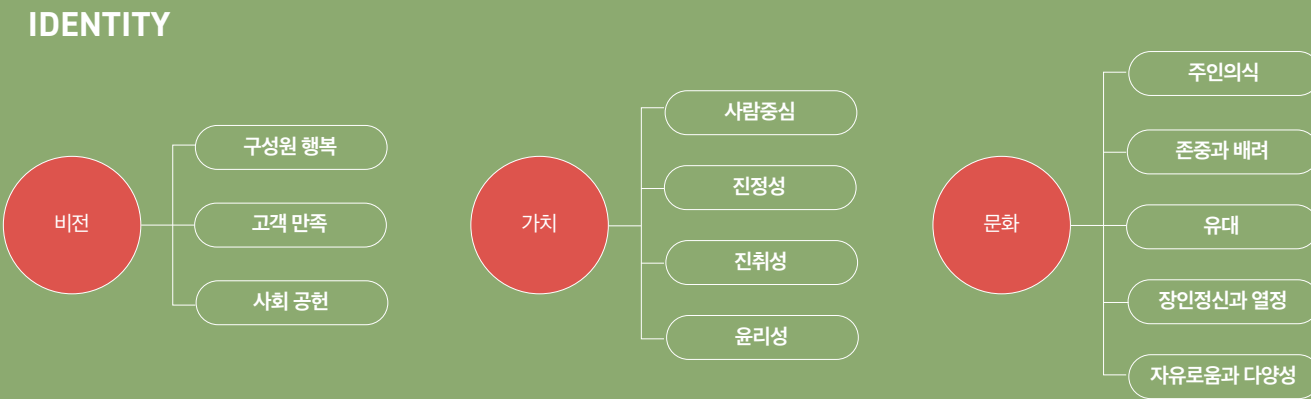 IDENTITY
비전
구성원 행복
고객 만족
사회 공헌
가치
사람중심
진정성
진취성
윤리성
문화
주인의식
존중과 배려
유대
장인정신과 열정
자유로움과 다양성